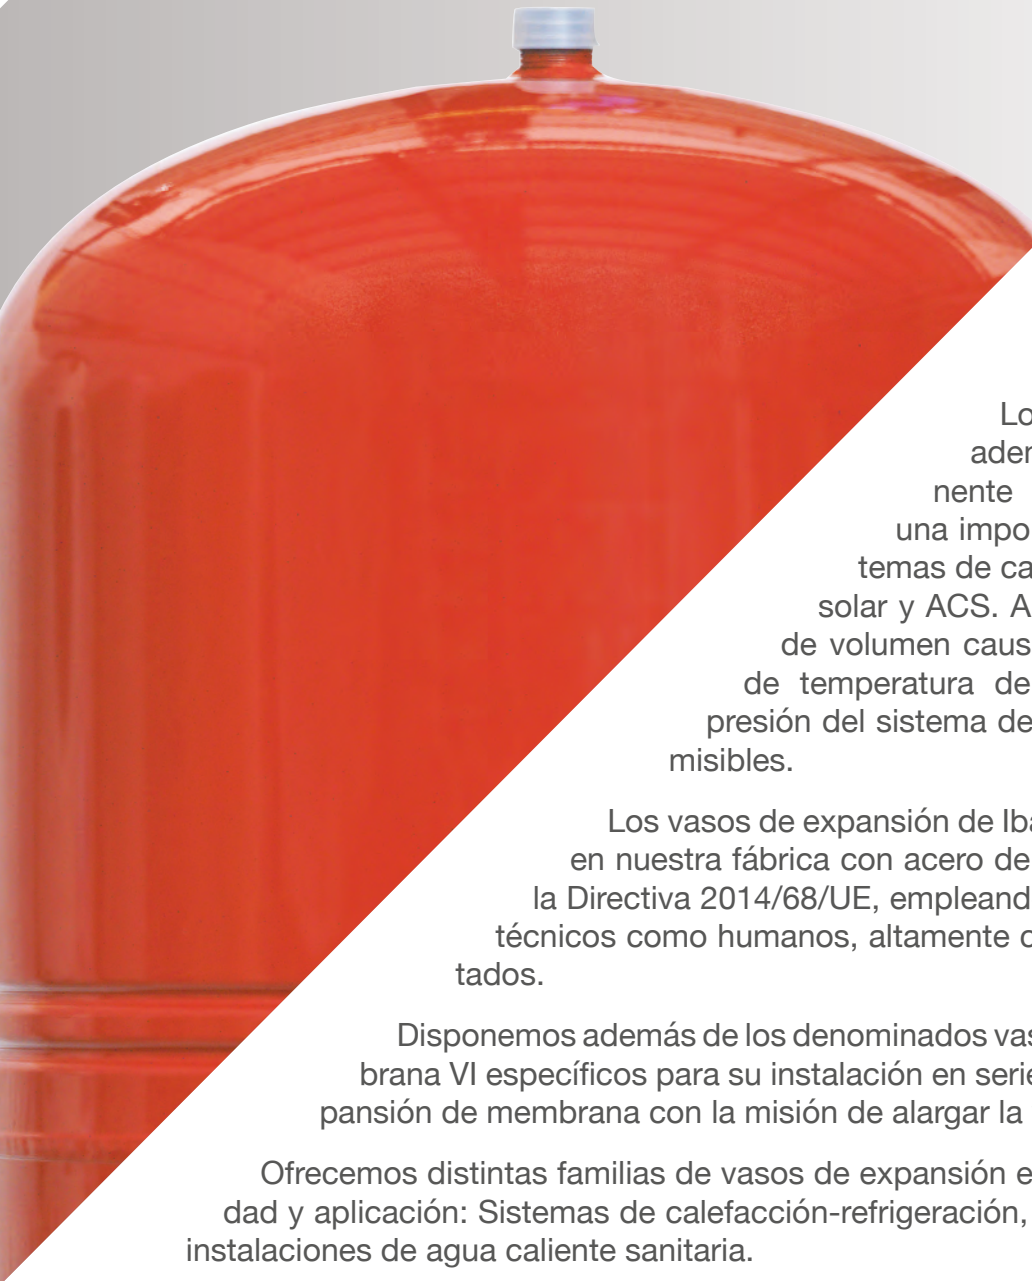 Lo
ader
nente
una impo
temas de ca
solar y ACS. A
de volumen caus
de temperatura de
presión del sistema de
misibles.
Los vasos de expansión de Iba
en nuestra fábrica con acero de
la Directiva 2014/68/UE, empleand
técnicos como humanos, altamente c
tados.
Disponemos además de los denominados vas
brana VI específicos para su instalación en serie
pansión de membrana con la misión de alargar la
Ofrecemos distintas familias de vasos de expansión e
dad y aplicación: Sistemas de calefacción-refrigeración,
instalaciones de agua caliente sanitaria.